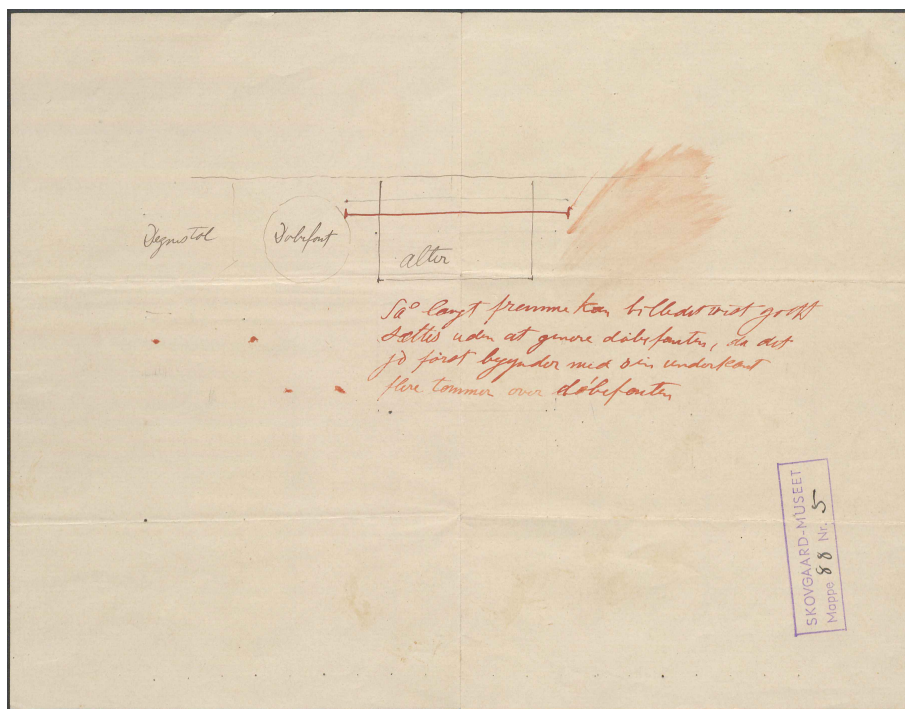 Degnestol
Døbefont
alter
Så langt fremme kan billedet vist godt
sættes uden at genere døbefonten, da det
jo først begynder med sin underkant
flere tommer over døbefonten
SKOVGAARD-MUSEET
Mappe 88 Nr. 5